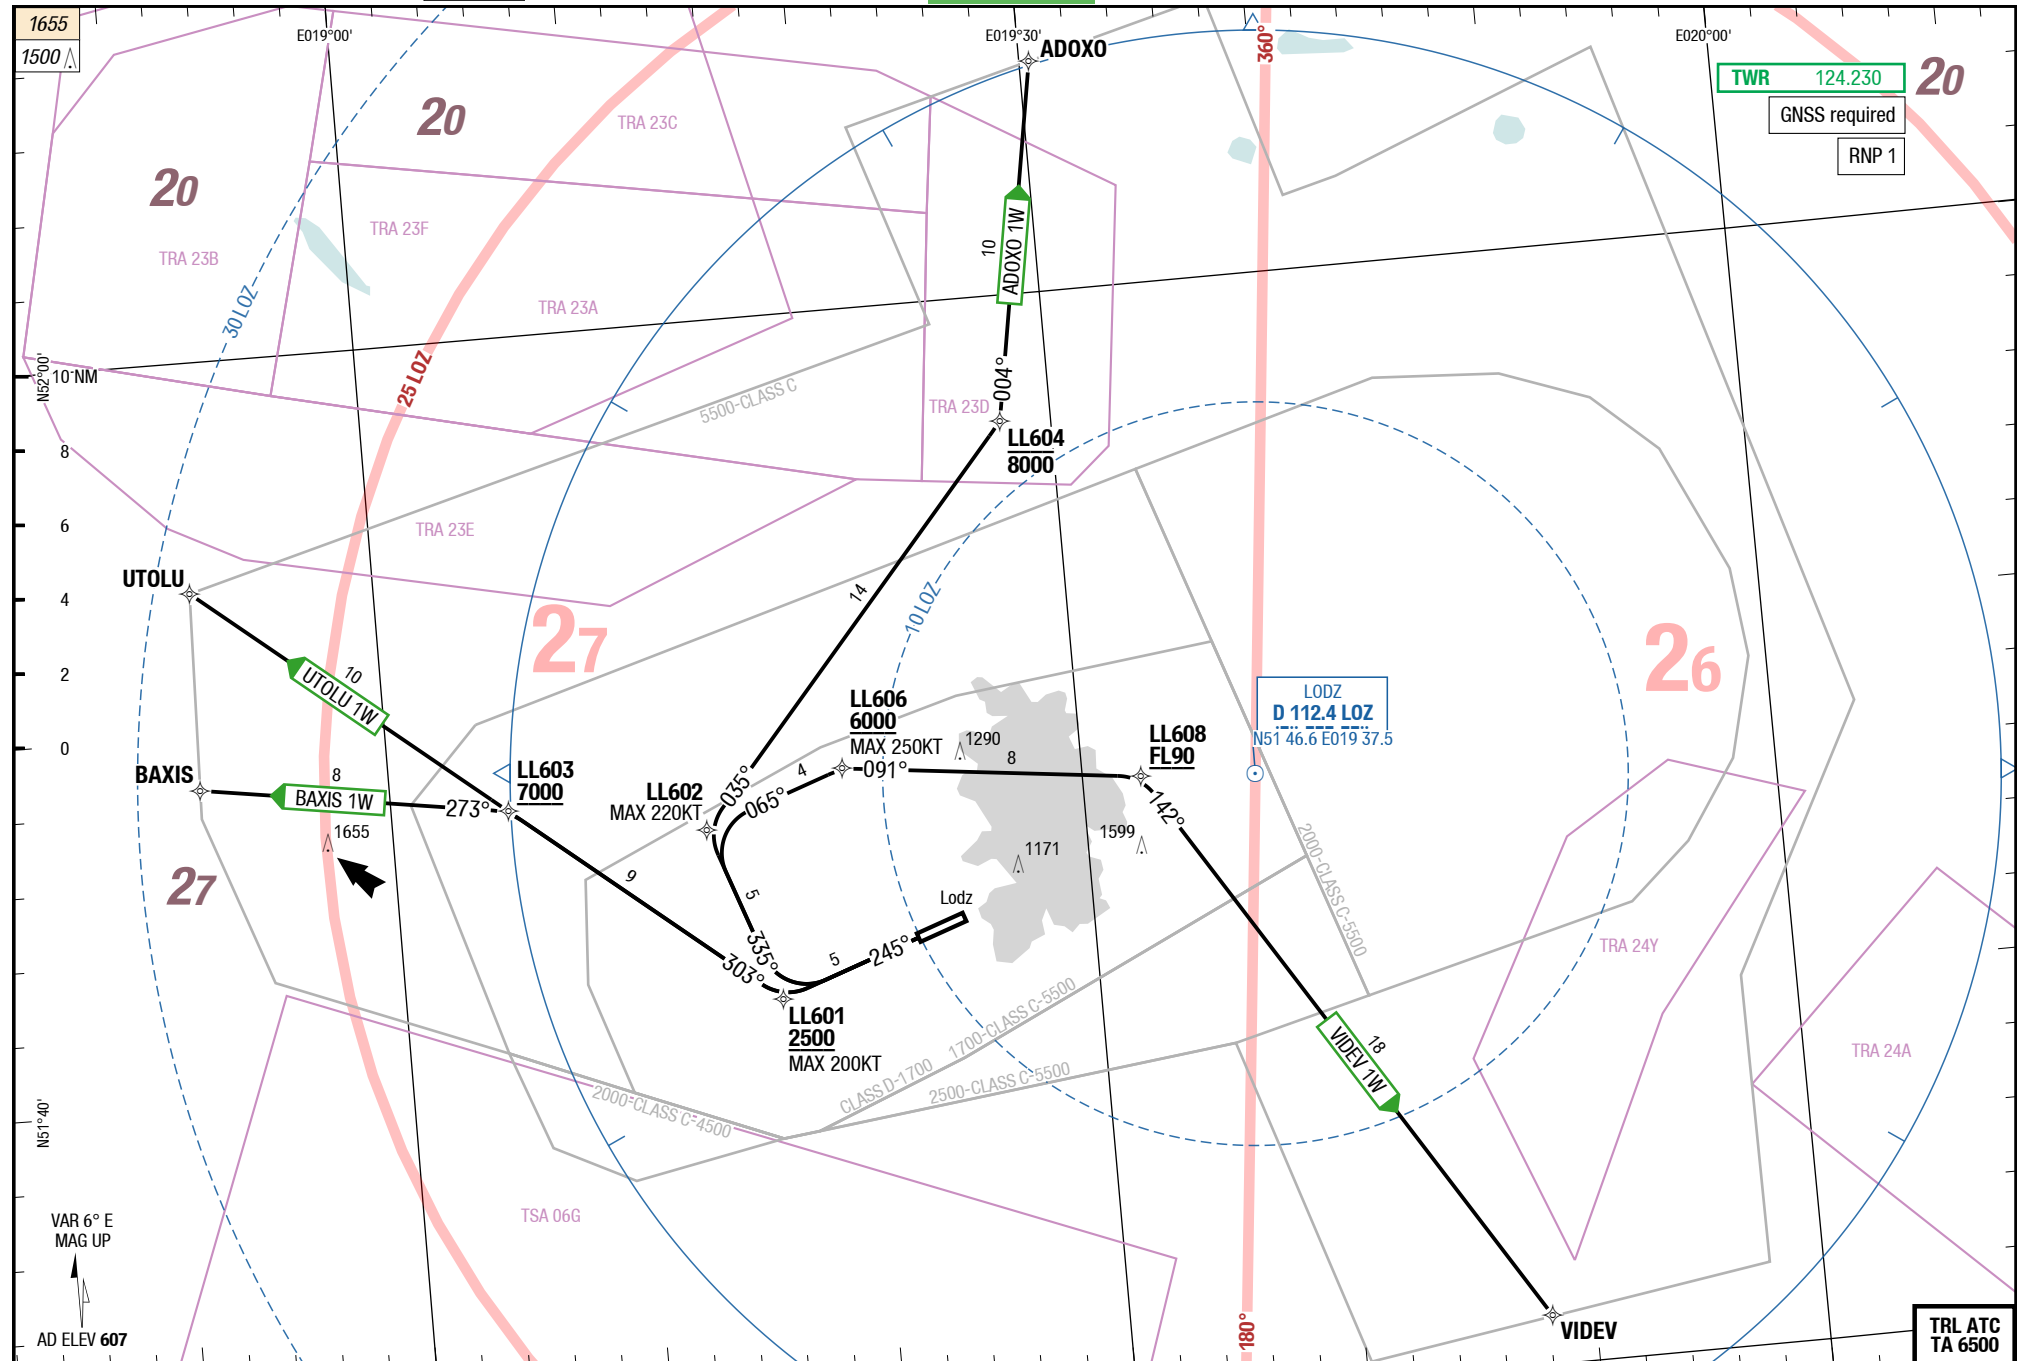 1655
1500
E019°00'
E019°30'
E020°00'
ADOXO
360°
TWR 124.230
GNSS required
RNP 1
20
20
20
TRA 23C
TRA 23F
TRA 23B
TRA 23A
ADOXO 1W
10
30 LOZ
25 LOZ
N52°00'
10 NM
8
6
4
2
0
004°
5500-CLASS C
TRA 23D
LL604
8000
TRA 23E
UTOLU
14
10 LOZ
27
26
10
UTOLU 1W
LODZ
D 112.4 LOZ
N51 46.6 E019 37.5
LL606
6000
MAX 250KT
1290
LL608
FL90
091°
8
BAXIS
8
BAXIS 1W
273°
LL603
7000
LL602
MAX 220KT
035°
4
065°
142°
1655
1599
1171
2000-CLASS C-5500
27
9
5
Lodz
335°
303°
5
245°
LL601
2500
MAX 200KT
TRA 24Y
TRA 24A
1700-CLASS C-5500
CLASS D-1700
2500-CLASS C-5500
2000-CLASS C-4500
18
VIDEV 1W
N51°40'
TSA 06G
VAR 6° E
MAG UP
AD ELEV 607
180°
VIDEV
TRL ATC
TA 6500